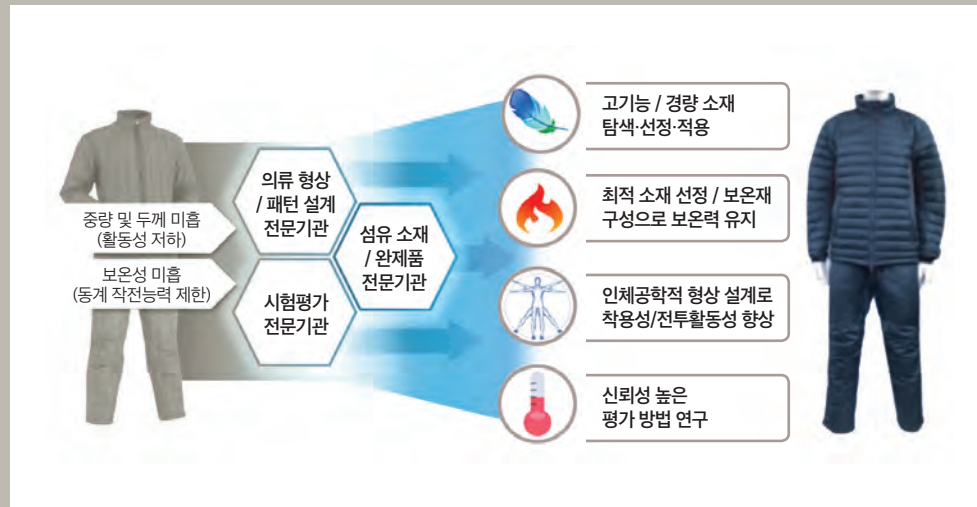 중량 및 두께 미흡
(활동성 저하)
보온성 미흡
(동계 작전능력 제한)
의류 형상
/ 패턴 설계
전문기관
시험평가
전문기관
섬유 소재
/ 완제품
전문기관
고기능 / 경량 소재
탐색·선정·적용
최적 소재 선정 / 보온재
구성으로 보온력 유지
인체공학적 형상 설계로
착용성/전투활동성 향상
신뢰성 높은
평가 방법 연구